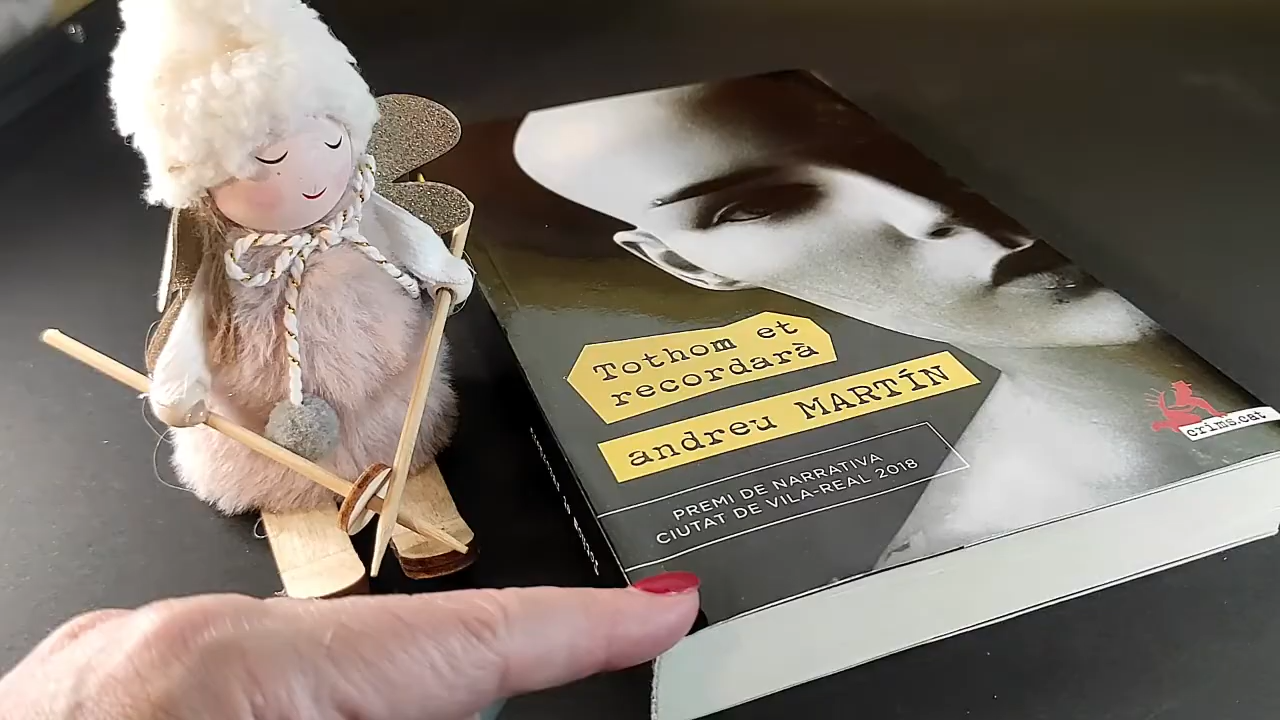 Tothom et
recordarà
andreu MARTÍN
PREMI DE NARRATIVA
CIUTAT DE VILA-REAL 2018
crims.cat